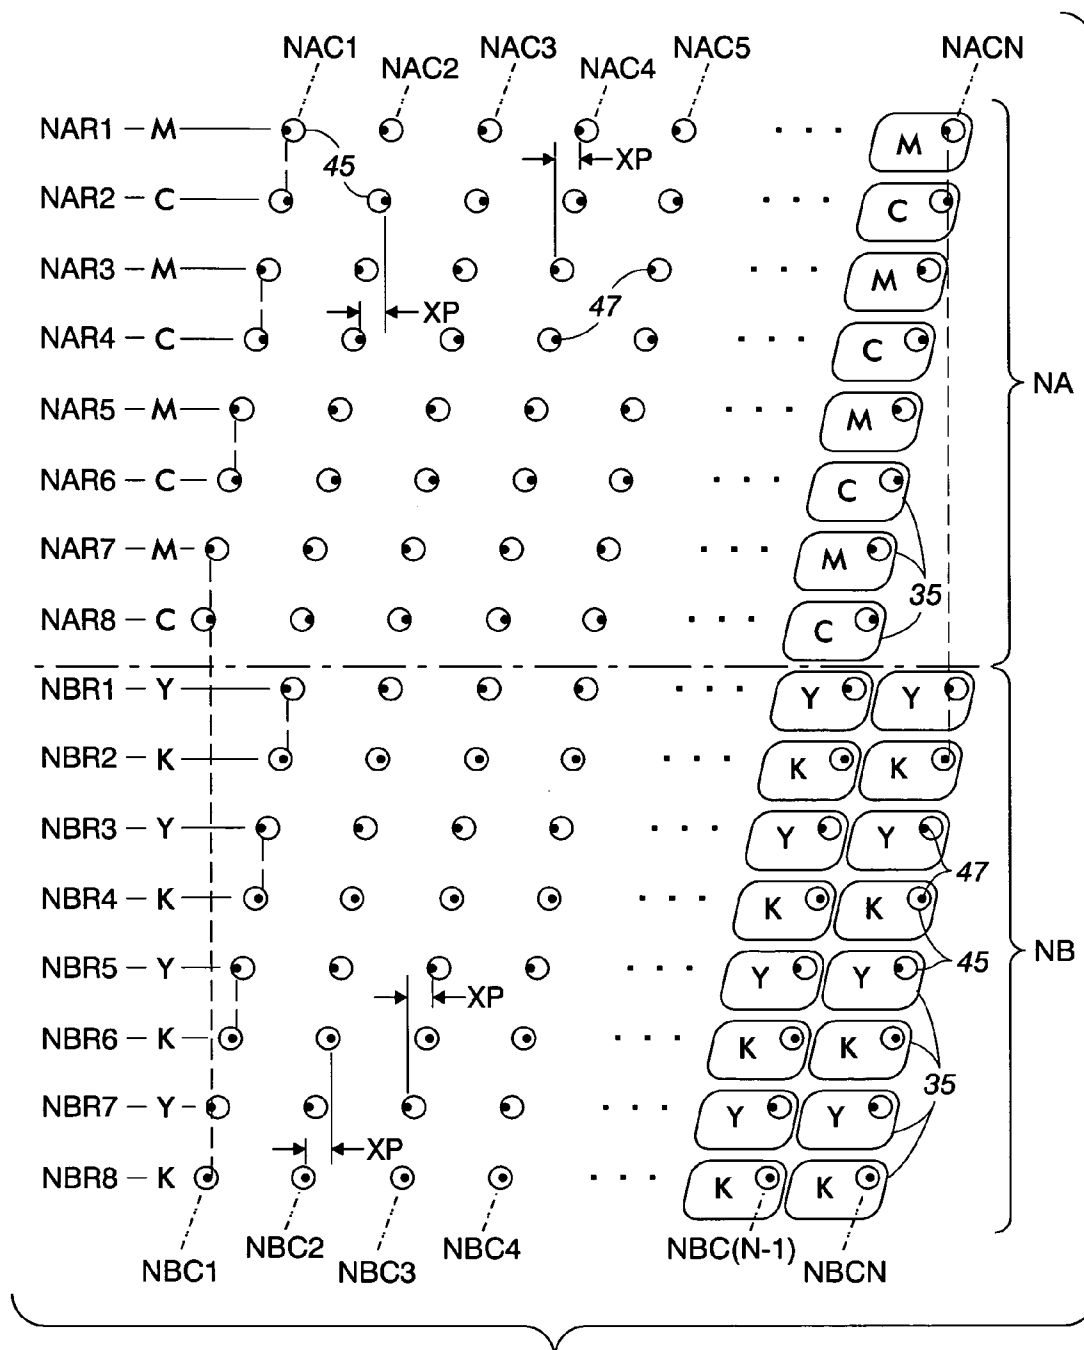 NAC1 NAC2 NAC3 NAC4 NAC5 NACN
NAR1 – M M
45 XP
NAR2 – C C
NAR3 – M M
XP 47
NAR4 – C C
NA
NAR5 – M M
NAR6 – C C
NAR7 – M M
35
NAR8 – C C
NBR1 – Y Y Y
NBR2 – K K K
NBR3 – Y Y Y
47
NBR4 – K K K
NB
NBR5 – Y Y Y 45
XP
NBR6 – K K K
35
NBR7 – Y Y Y
XP
NBR8 – K K K
NBC1 NBC2 NBC3 NBC4 NBC(N-1) NBCN